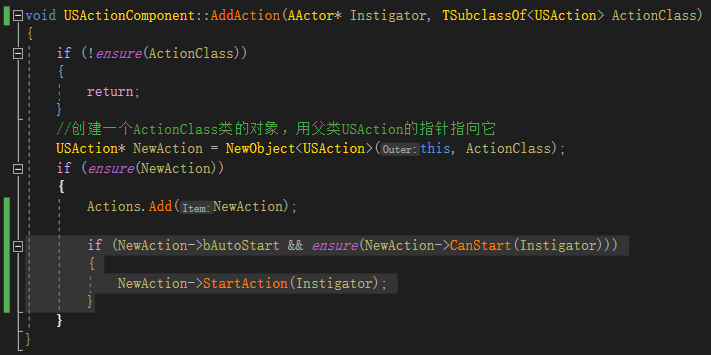 void USActionComponent::AddAction(AActor* Instigator, TSubclassOf<USAction> ActionClass)
{
if (!ensure(ActionClass))
{
return;
}
//创建一个ActionClass类的对象，用父类USAction的指针指向它
USAction* NewAction = NewObject<USAction>(Outer:this, ActionClass);
if (ensure(NewAction))
{
Actions.Add(Item:NewAction);
if (NewAction->bAutoStart && ensure(NewAction->CanStart(Instigator)))
{
NewAction->StartAction(Instigator);
}
}
}